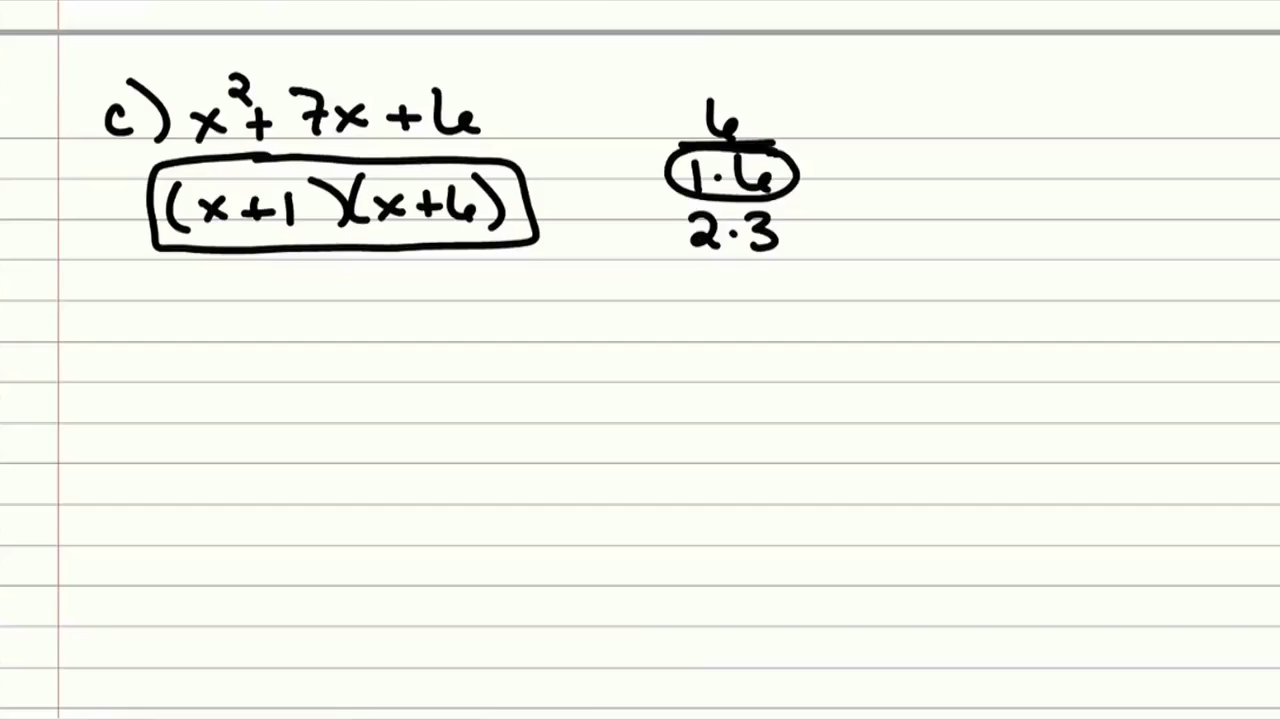 c) x²+ 7x + 6
(x+1)(x+6)
6
1·6
2·3